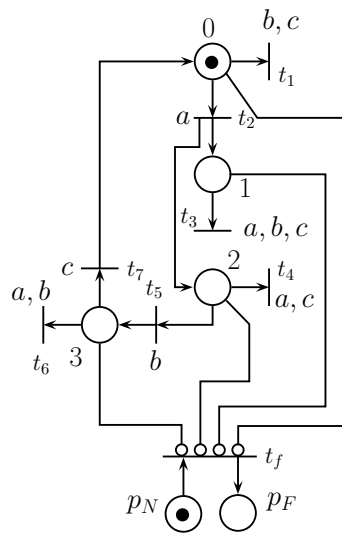 0
b, c
t1
a
t2
1
t3
a, b, c
2
t4
a, c
c
t7
t5
a, b
t6
3
b
tf
pN
pF